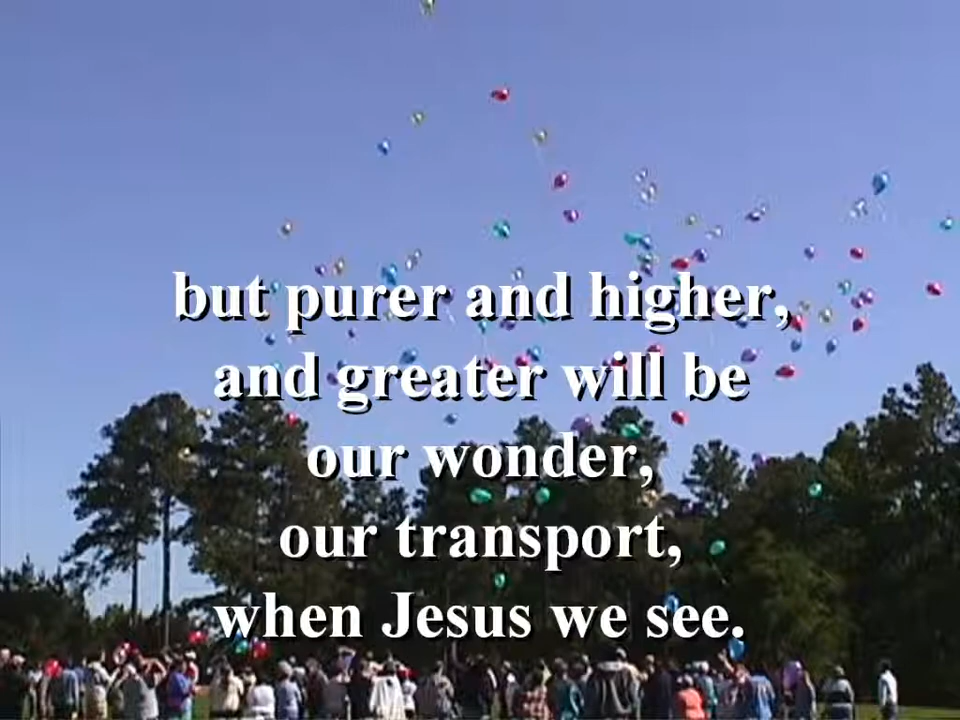 but purer and higher,
and greater will be
our wonder,
our transport,
when Jesus we see.